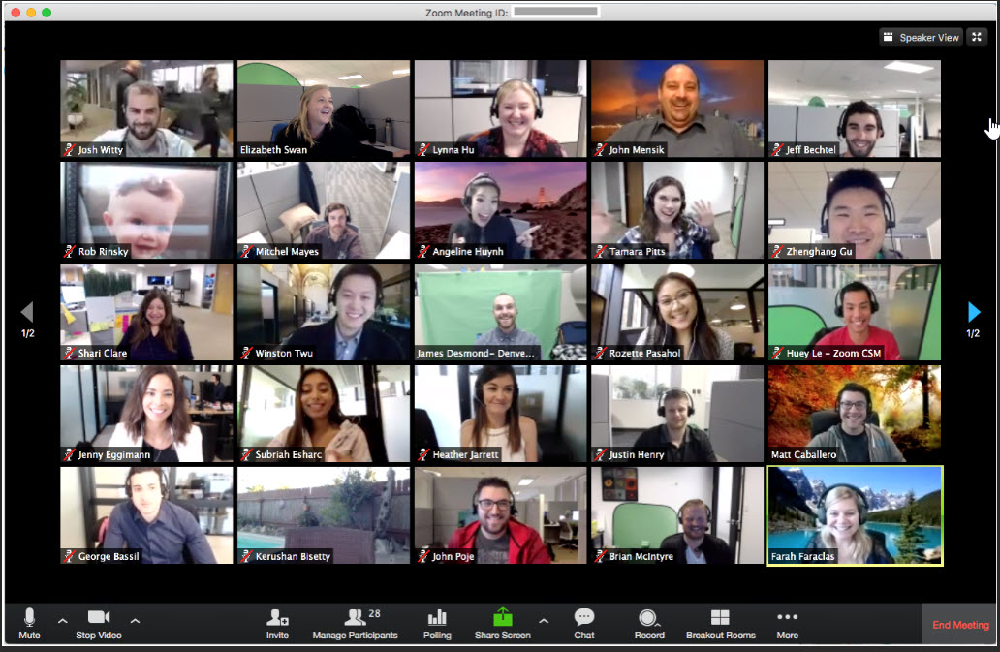 Zoom Meeting ID:
Speaker View
Josh Witty
Elizabeth Swan
Lynna Hu
John Mensik
Jeff Bechtel
Rob Rinsky
Mitchel Mayes
Angeline Huynh
Tamara Pitts
Zhenghang Gu
Shari Clare
Winston Twu
James Desmond– Denve...
Rozette Pasahol
Huey Le – Zoom CSM
1/2
1/2
Jenny Eggimann
Subriah Esharc
Heather Jarrett
Justin Henry
Matt Caballero
George Bassil
Kerushan Bisetty
John Poje
Brian McIntyre
Farah Faraclas
Mute
Stop Video
Invite
Manage Participants
28
Polling
Share Screen
Chat
Record
Breakout Rooms
More
End Meeting